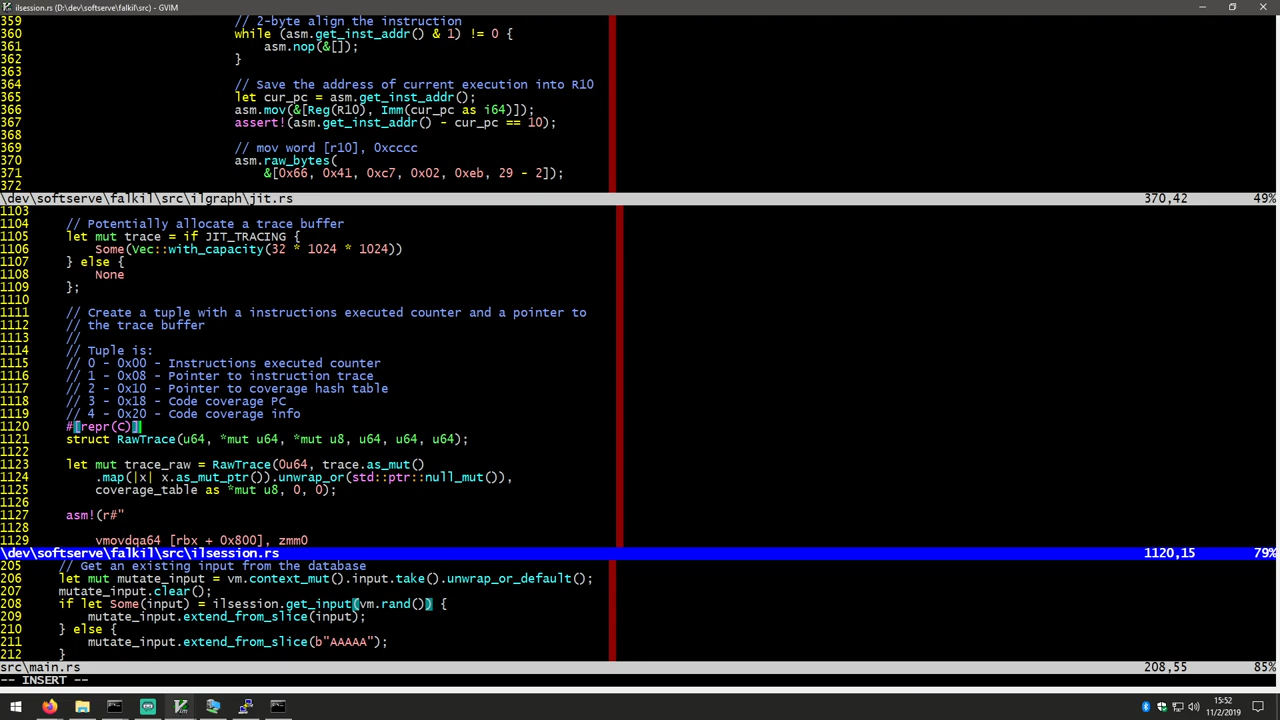 ilsession.rs (D:\dev\softserve\falkil\src) - GVIM
359 // 2-byte align the instruction
360 while (asm.get_inst_addr() & 1) != 0 {
361 asm.nop(&[]);
362 }
363
364 // Save the address of current execution into R10
365 let cur_pc = asm.get_inst_addr();
366 asm.mov(&[Reg(R10), Imm(cur_pc as i64)]);
367 assert!(asm.get_inst_addr() - cur_pc == 10);
368
369 // mov word [r10], 0xcccc
370 asm.raw_bytes(
371 &[0x66, 0x41, 0xc7, 0x02, 0xeb, 29 - 2]);
372
\dev\softserve\falkil\src\ilgraph\jit.rs 370,42 49%
1103
1104 // Potentially allocate a trace buffer
1105 let mut trace = if JIT_TRACING {
1106 Some(Vec::with_capacity(32 * 1024 * 1024))
1107 } else {
1108 None
1109 };
1110
1111 // Create a tuple with a instructions executed counter and a pointer to
1112 // the trace buffer
1113 //
1114 // Tuple is:
1115 // 0 - 0x00 - Instructions executed counter
1116 // 1 - 0x08 - Pointer to instruction trace
1117 // 2 - 0x10 - Pointer to coverage hash table
1118 // 3 - 0x18 - Code coverage PC
1119 // 4 - 0x20 - Code coverage info
1120 #[repr(C)]
1121 struct RawTrace(u64, *mut u64, *mut u8, u64, u64, u64);
1122
1123 let mut trace_raw = RawTrace(0u64, trace.as_mut()
1124 .map(|x| x.as_mut_ptr()).unwrap_or(std::ptr::null_mut()),
1125 coverage_table as *mut u8, 0, 0);
1126
1127 asm!(r#"
1128
1129 vmovdqa64 [rbx + 0x800], zmm0
\dev\softserve\falkil\src\ilsession.rs 1120,15 79%
205 // Get an existing input from the database
206 let mut mutate_input = vm.context_mut().input.take().unwrap_or_default();
207 mutate_input.clear();
208 if let Some(input) = ilsession.get_input(vm.rand()) {
209 mutate_input.extend_from_slice(input);
210 } else {
211 mutate_input.extend_from_slice(b"AAAAA");
212 }
src\main.rs 208,55 85%
-- INSERT --
15:52
11/2/2019